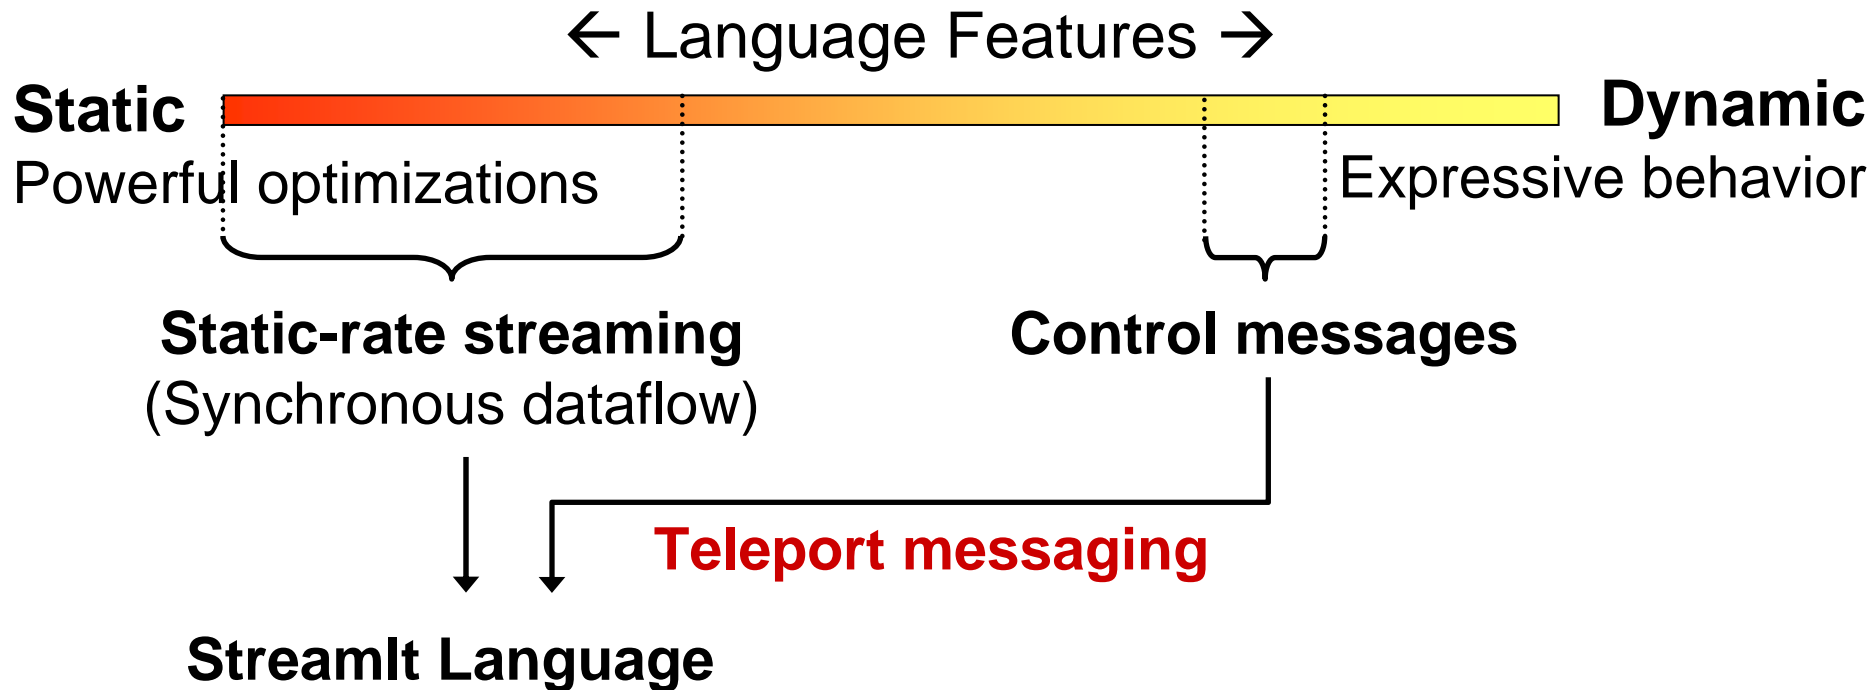 ← Language Features →
Static
Dynamic
Powerful optimizations
Expressive behavior
Static-rate streaming
(Synchronous dataflow)
Control messages
Teleport messaging
StreamIt Language